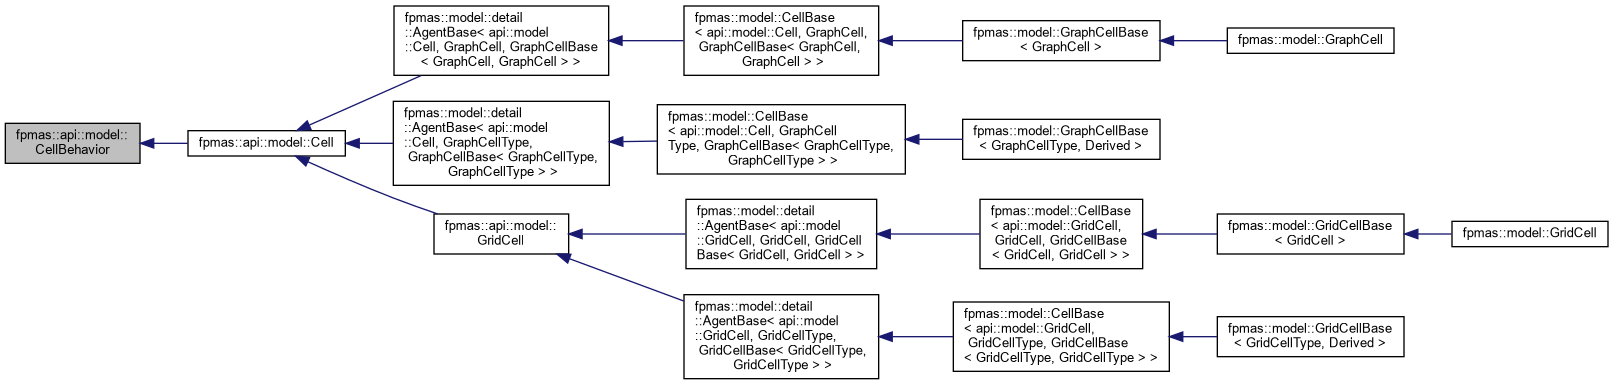 fpmas::api::model::
CellBehavior
fpmas::api::model::Cell
fpmas::model::detail
::AgentBase< api::model
::Cell, GraphCell, GraphCellBase
< GraphCell, GraphCell > >
fpmas::model::CellBase
< api::model::Cell, GraphCell,
GraphCellBase< GraphCell,
GraphCell > >
fpmas::model::GraphCellBase
< GraphCell >
fpmas::model::GraphCell
fpmas::model::detail
::AgentBase< api::model
::Cell, GraphCellType,
GraphCellBase< GraphCellType,
GraphCellType > >
fpmas::model::CellBase
< api::model::Cell, GraphCell
Type, GraphCellBase< GraphCellType,
GraphCellType > >
fpmas::model::GraphCellBase
< GraphCellType, Derived >
fpmas::api::model::
GridCell
fpmas::model::detail
::AgentBase< api::model
::GridCell, GridCell, GridCell
Base< GridCell, GridCell > >
fpmas::model::CellBase
< api::model::GridCell,
GridCell, GridCellBase
< GridCell, GridCell > >
fpmas::model::GridCellBase
< GridCell >
fpmas::model::GridCell
fpmas::model::detail
::AgentBase< api::model
::GridCell, GridCellType,
GridCellBase< GridCellType,
GridCellType > >
fpmas::model::CellBase
< api::model::GridCell,
GridCellType, GridCellBase
< GridCellType, GridCellType > >
fpmas::model::GridCellBase
< GridCellType, Derived >